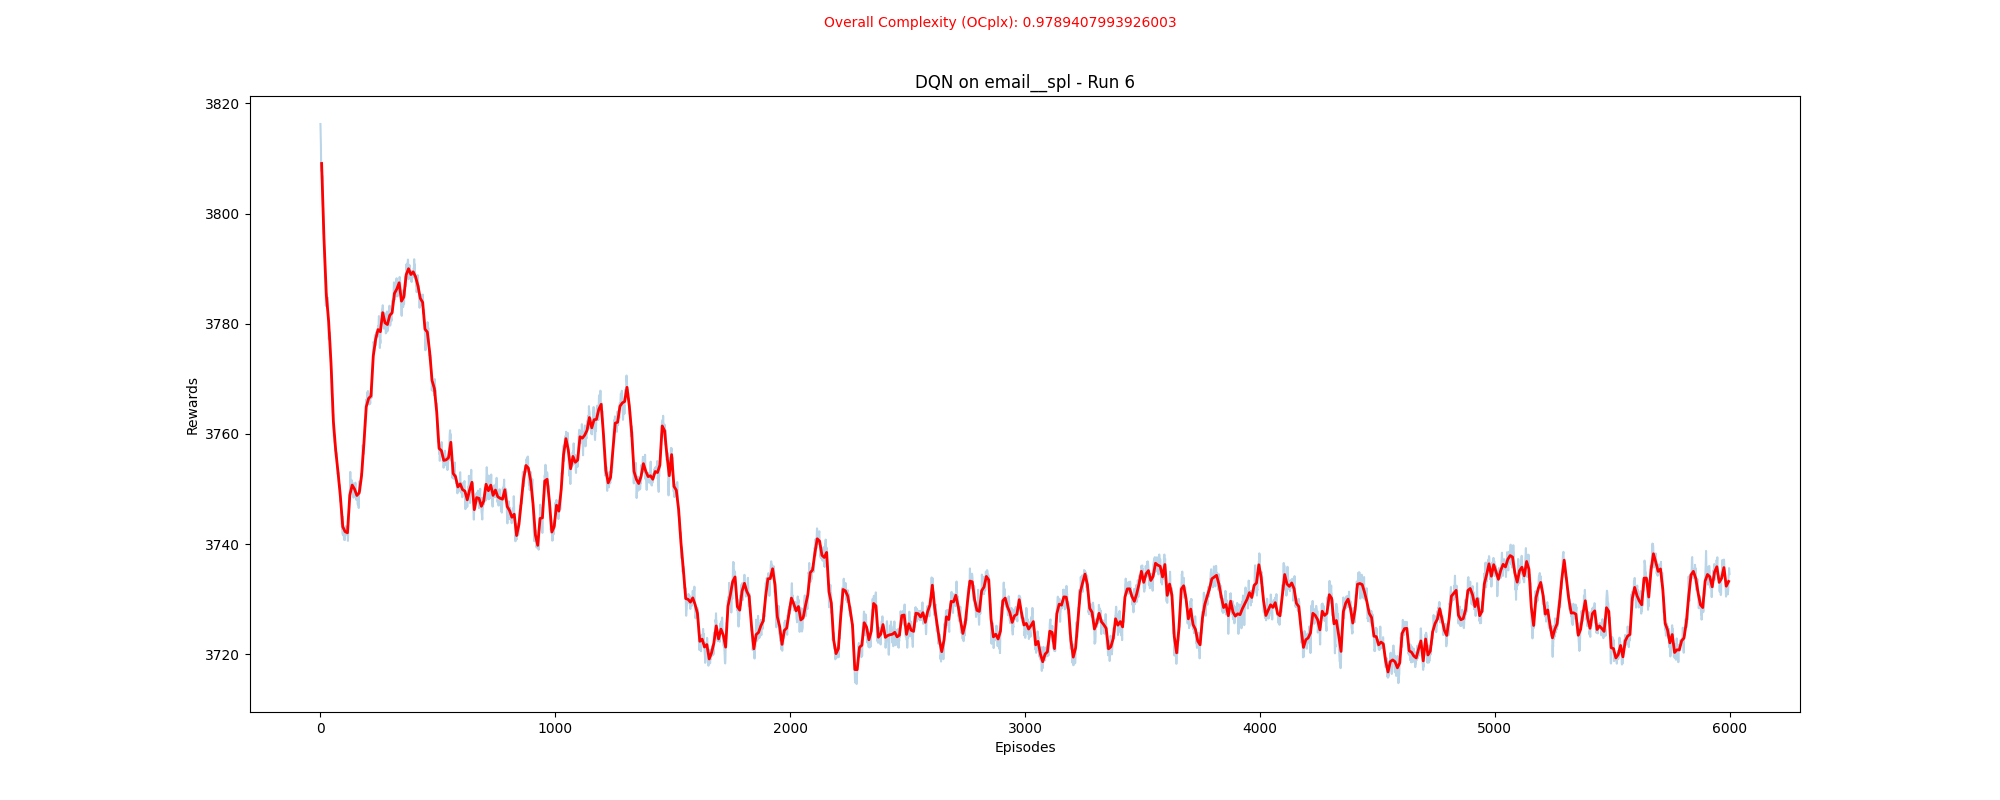 Overall Complexity (OCplx): 0.9789407993926003
DQN on email__spl - Run 6
3820
3800
3780
3760
3740
3720
Rewards
0 1000 2000 3000 4000 5000 6000
Episodes